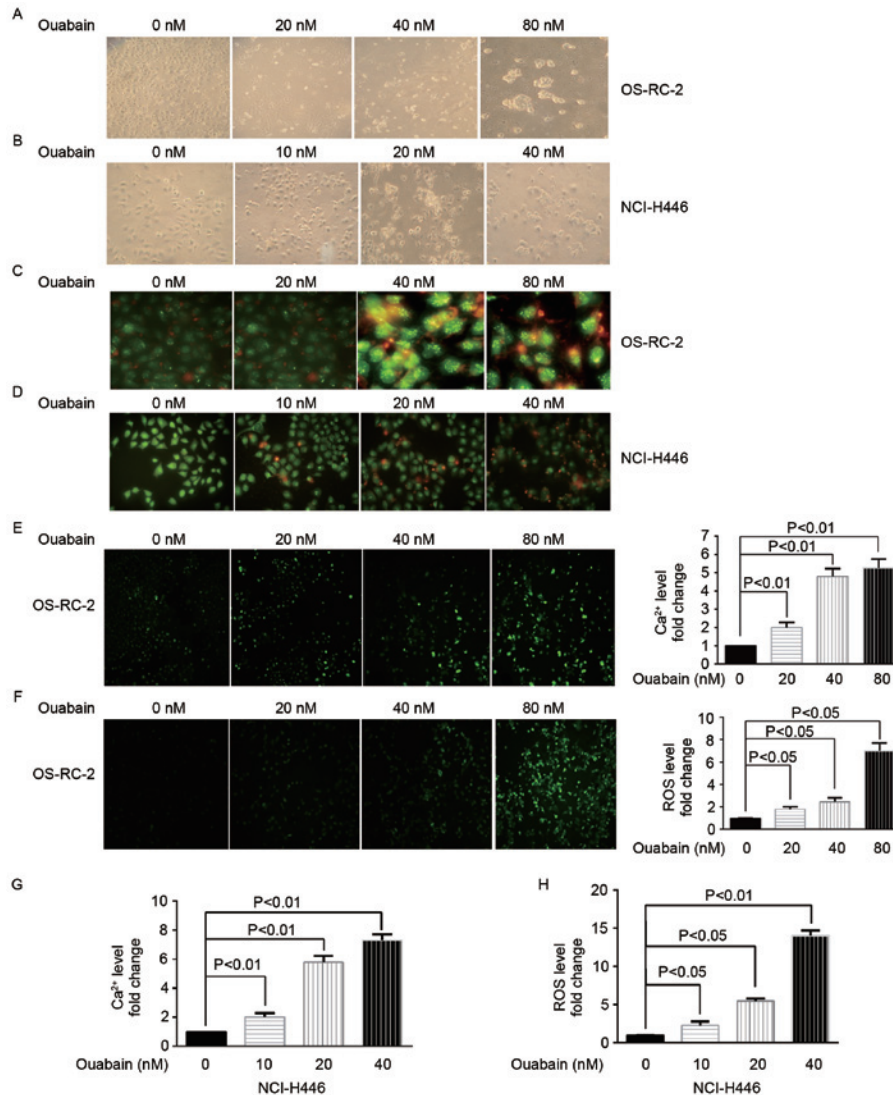 A
Ouabain 0 nM 20 nM 40 nM 80 nM
OS-RC-2
B
Ouabain 0 nM 10 nM 20 nM 40 nM
NCI-H446
C
Ouabain 0 nM 20 nM 40 nM 80 nM
OS-RC-2
D
Ouabain 0 nM 10 nM 20 nM 40 nM
NCI-H446
E
Ouabain 0 nM 20 nM 40 nM 80 nM
OS-RC-2
Ca²⁺ level
fold change
7
6
5
4
3
2
1
0
P<0.01
P<0.01
P<0.01
Ouabain (nM) 0 20 40 80
F
Ouabain 0 nM 20 nM 40 nM 80 nM
OS-RC-2
ROS level
fold change
10
8
6
4
2
0
P<0.05
P<0.05
P<0.05
Ouabain (nM) 0 20 40 80
G
Ca²⁺ level
fold change
10
8
6
4
2
0
P<0.01
P<0.01
P<0.01
Ouabain (nM) 0 10 20 40
NCI-H446
H
ROS level
fold change
20
15
10
5
0
P<0.01
P<0.05
P<0.05
Ouabain (nM) 0 10 20 40
NCI-H446